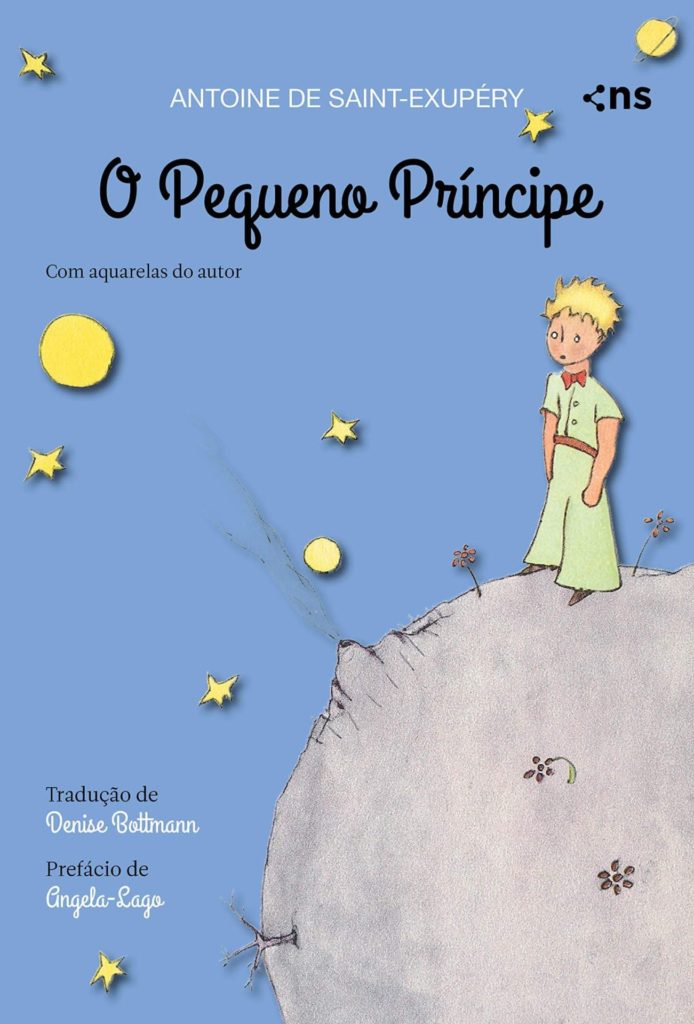 ANTOINE DE SAINT-EXUPÉRY
ns
O Pequeno Príncipe
Com aquarelas do autor
Tradução de
Denise Bottmann
Prefácio de
Angela-Lago